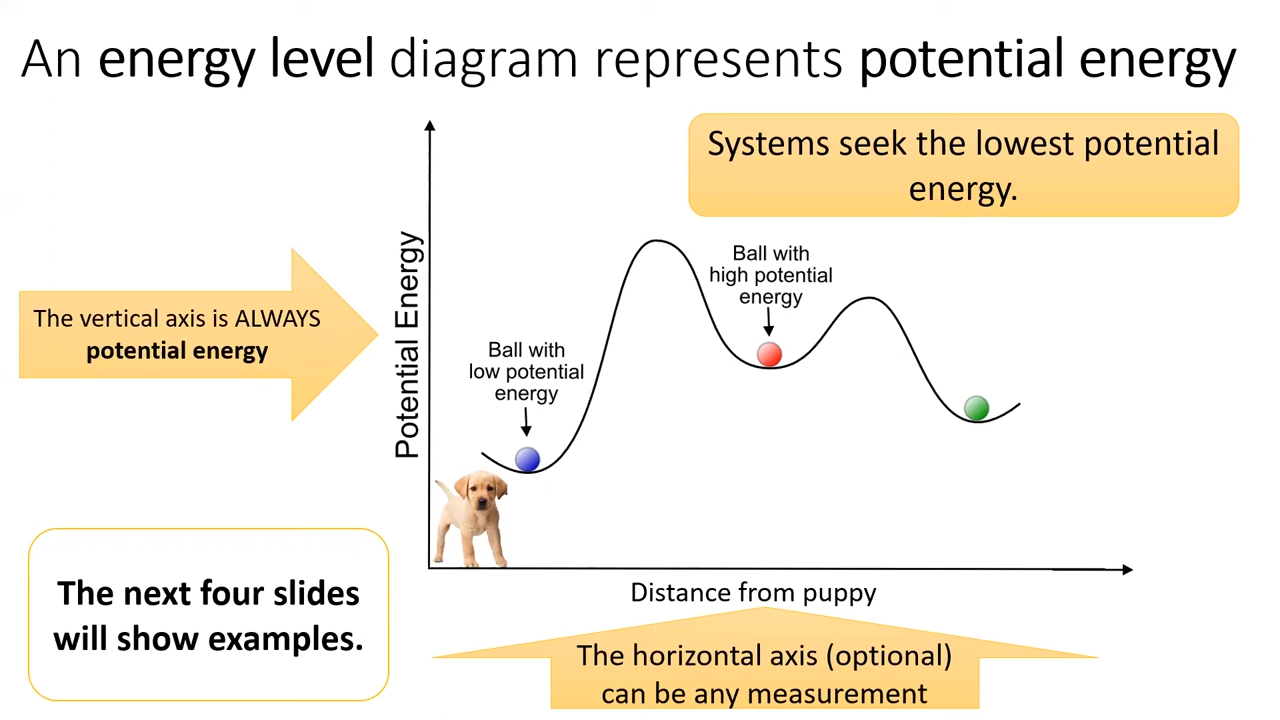 An energy level diagram represents potential energy
Systems seek the lowest potential
energy.
The vertical axis is ALWAYS
potential energy
Potential Energy
Ball with
low potential
energy
Ball with
high potential
energy
The next four slides
will show examples.
Distance from puppy
The horizontal axis (optional)
can be any measurement